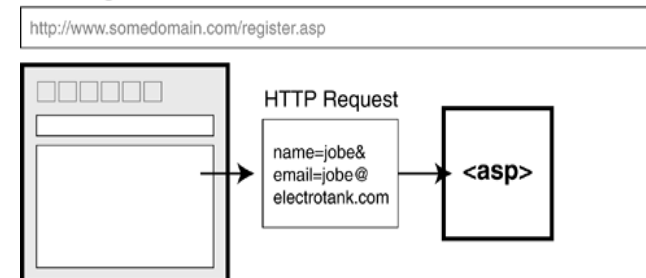 http://www.somedomain.com/register.asp
HTTP Request
name=jobe&
email=jobe@
electrotank.com
<asp>